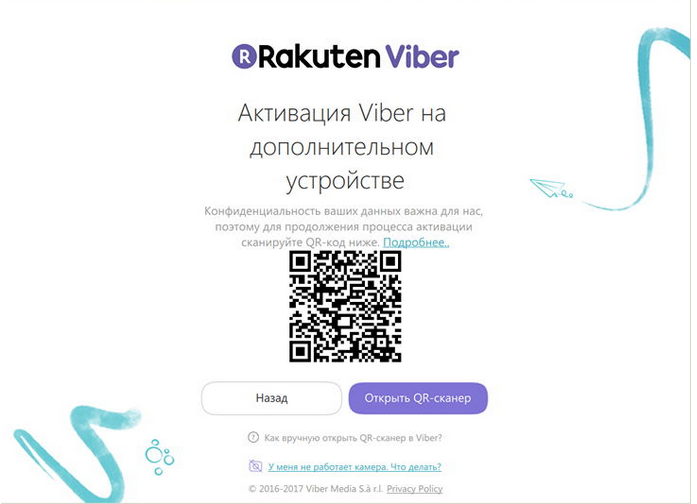 Rakuten Viber
Активация Viber на
дополнительном
устройстве
Конфиденциальность ваших данных важна для нас,
поэтому для продолжения процесса активации
сканируйте QR-код ниже. Подробнее..
Назад
Открыть QR-сканер
? Как вручную открыть QR-сканер в Viber?
У меня не работает камера. Что делать?
© 2016-2017 Viber Media S.à r.l. Privacy Policy